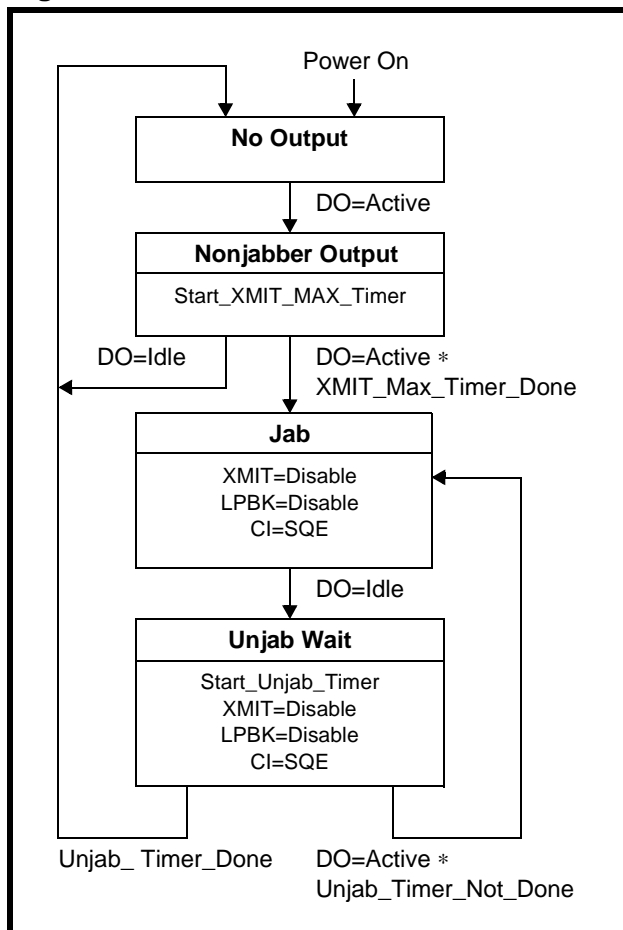 Power On
No Output
DO=Active
Nonjabber Output
Start_XMIT_MAX_Timer
DO=Idle
DO=Active *
XMIT_Max_Timer_Done
Jab
XMIT=Disable
LPBK=Disable
CI=SQE
DO=Idle
Unjab Wait
Start_Unjab_Timer
XMIT=Disable
LPBK=Disable
CI=SQE
Unjab_ Timer_Done
DO=Active *
Unjab_Timer_Not_Done